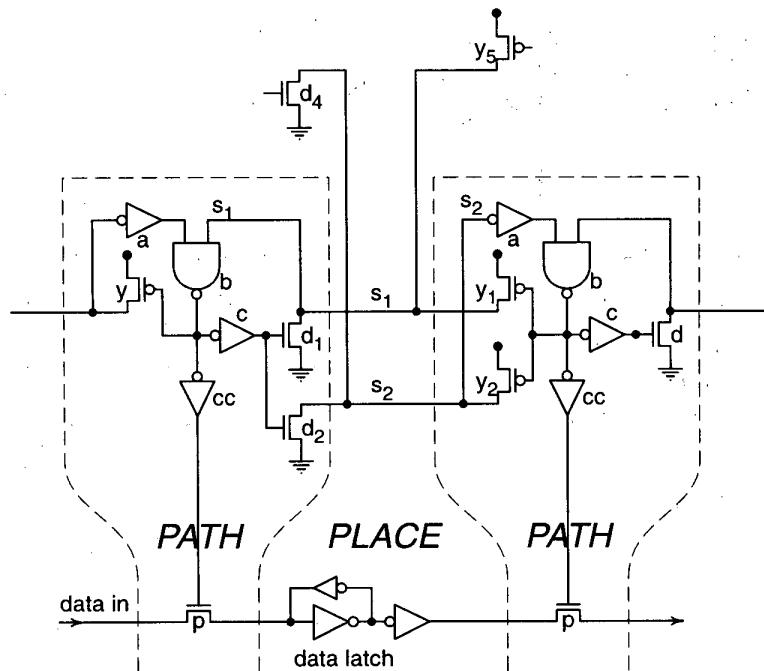 y₅
d₄
s₁
s₂
a
a
b
b
y
y₁
s₁
c
c
d₁
d
y₂
s₂
cc
cc
d₂
PATH PLACE PATH
data in
p
p
data latch